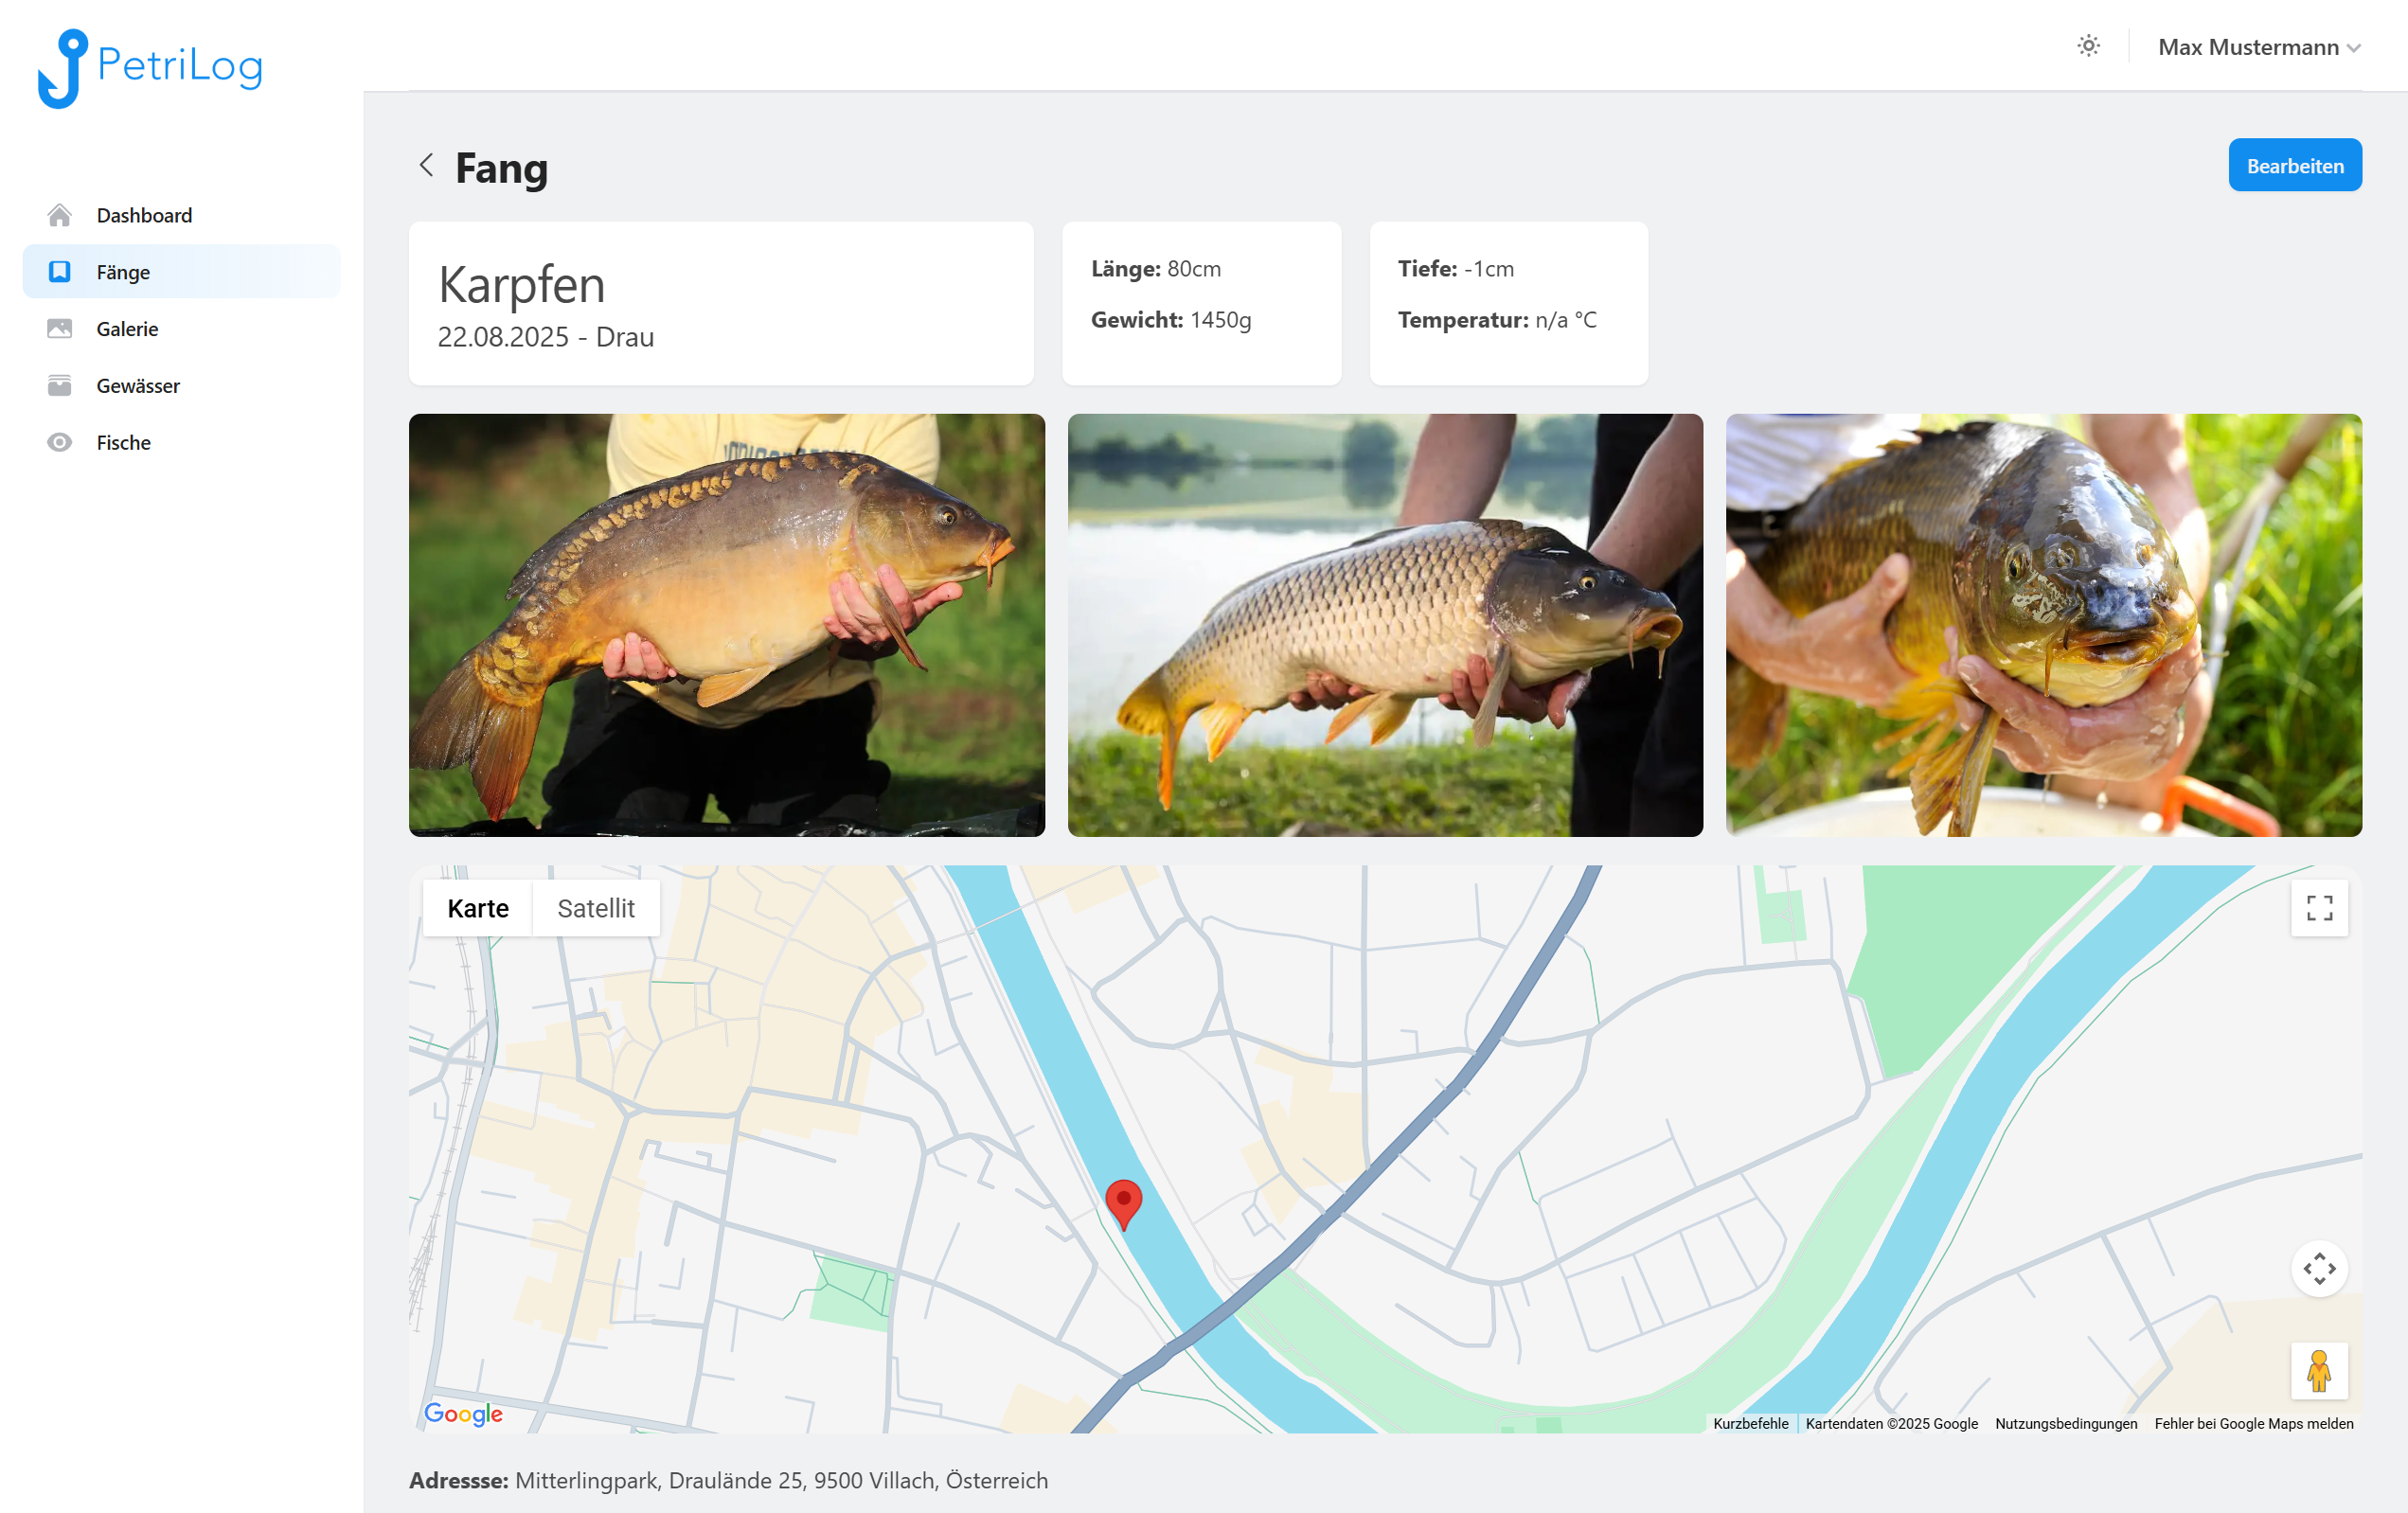 PetriLog
Max Mustermann
Dashboard
Fänge
Galerie
Gewässer
Fische
Fang
Bearbeiten
Karpfen
22.08.2025 - Drau
Länge: 80cm
Gewicht: 1450g
Tiefe: -1cm
Temperatur: n/a °C
Karte
Satellit
Google
Kurzbefehle
Kartendaten ©2025 Google
Nutzungsbedingungen
Fehler bei Google Maps melden
Adressse: Mitterlingpark, Draulände 25, 9500 Villach, Österreich